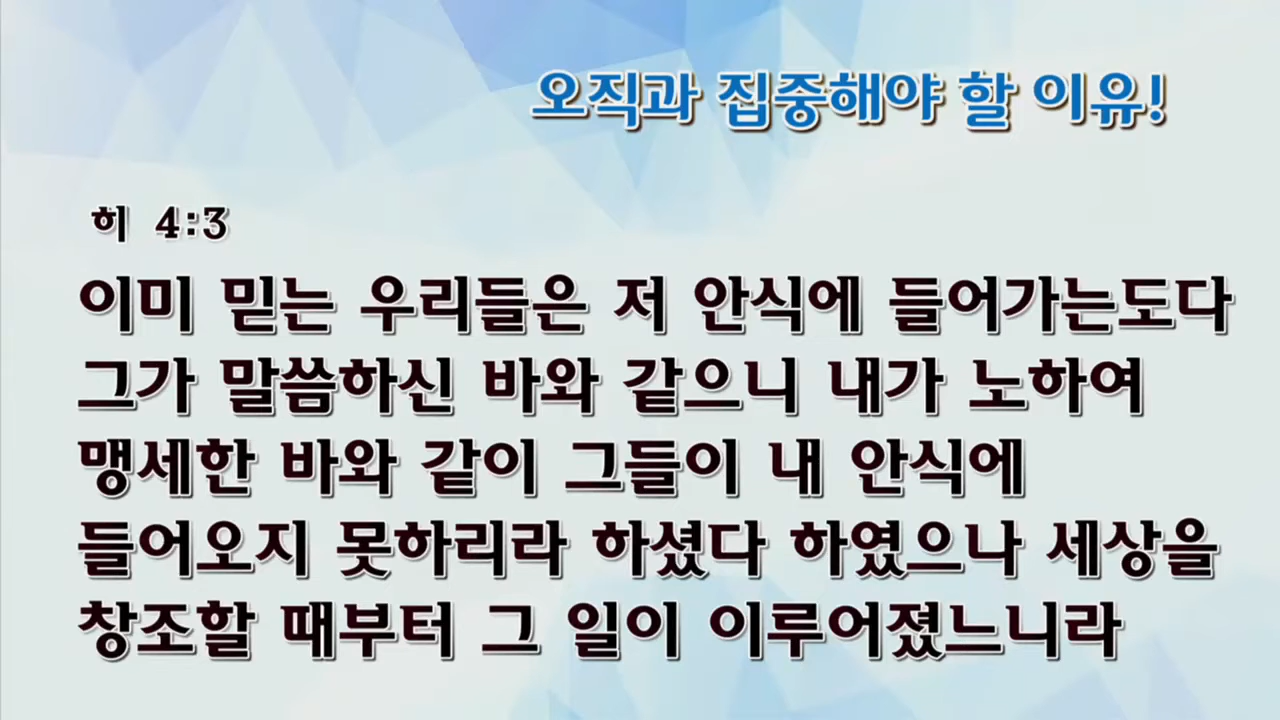 오직과 집중해야 할 이유!
히 4:3
이미 믿는 우리들은 저 안식에 들어가는도다
그가 말씀하신 바와 같으니 내가 노하여
맹세한 바와 같이 그들이 내 안식에
들어오지 못하리라 하셨다 하였으나 세상을
창조할 때부터 그 일이 이루어졌느니라